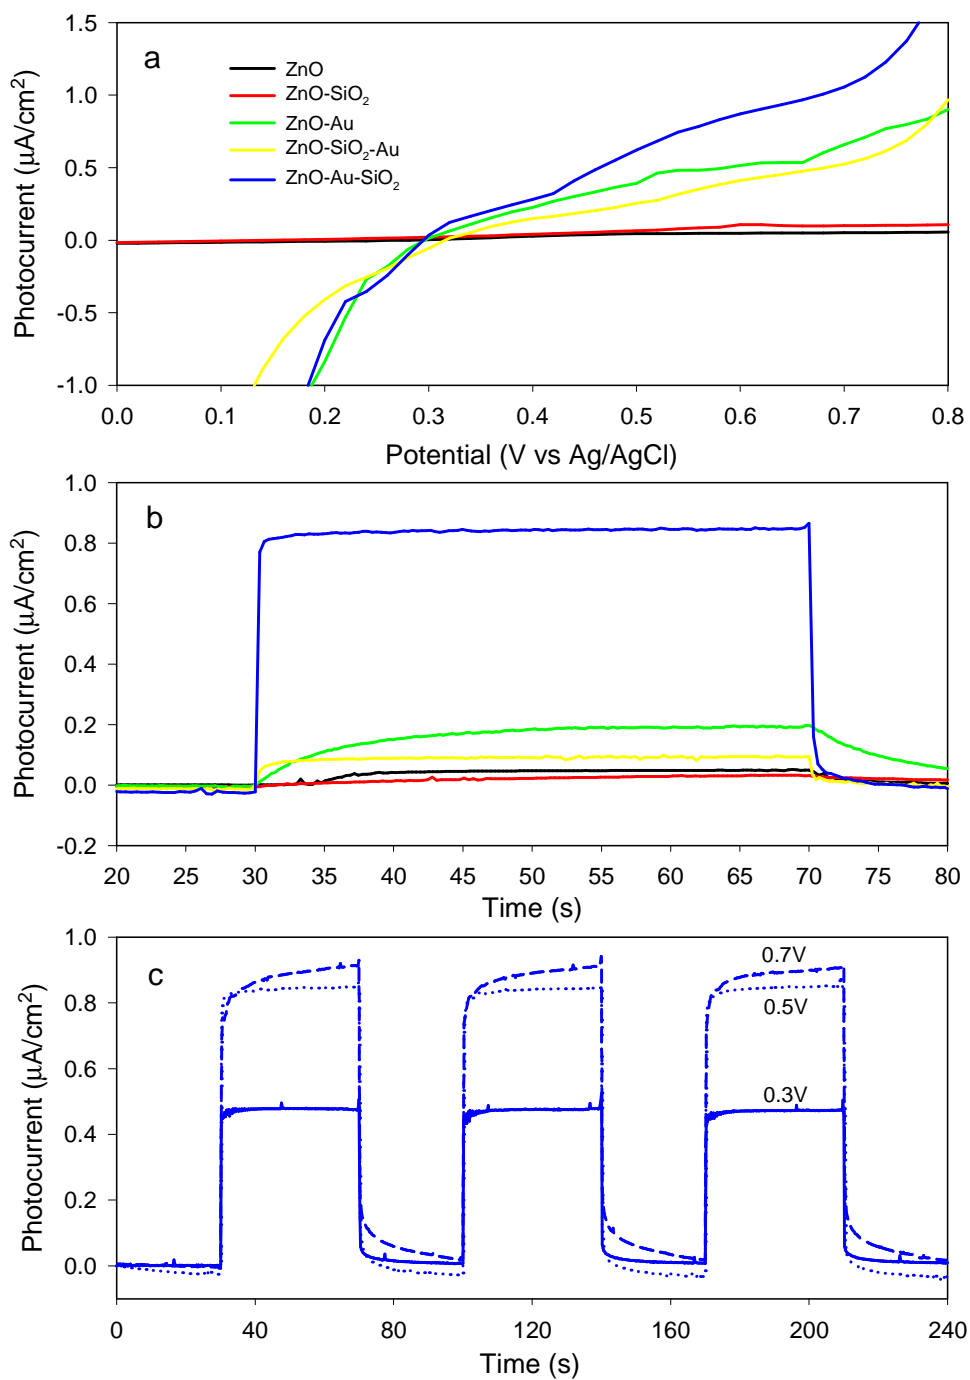 a
ZnO
ZnO-SiO2
ZnO-Au
ZnO-SiO2-Au
ZnO-Au-SiO2
Photocurrent (µA/cm2)
1.5
1.0
0.5
0.0
-0.5
-1.0
0.0 0.1 0.2 0.3 0.4 0.5 0.6 0.7 0.8
Potential (V vs Ag/AgCl)
b
Photocurrent (µA/cm2)
1.0
0.8
0.6
0.4
0.2
0.0
-0.2
20 25 30 35 40 45 50 55 60 65 70 75 80
Time (s)
c
0.7V
0.5V
0.3V
Photocurrent (µA/cm2)
1.0
0.8
0.6
0.4
0.2
0.0
0 40 80 120 160 200 240
Time (s)